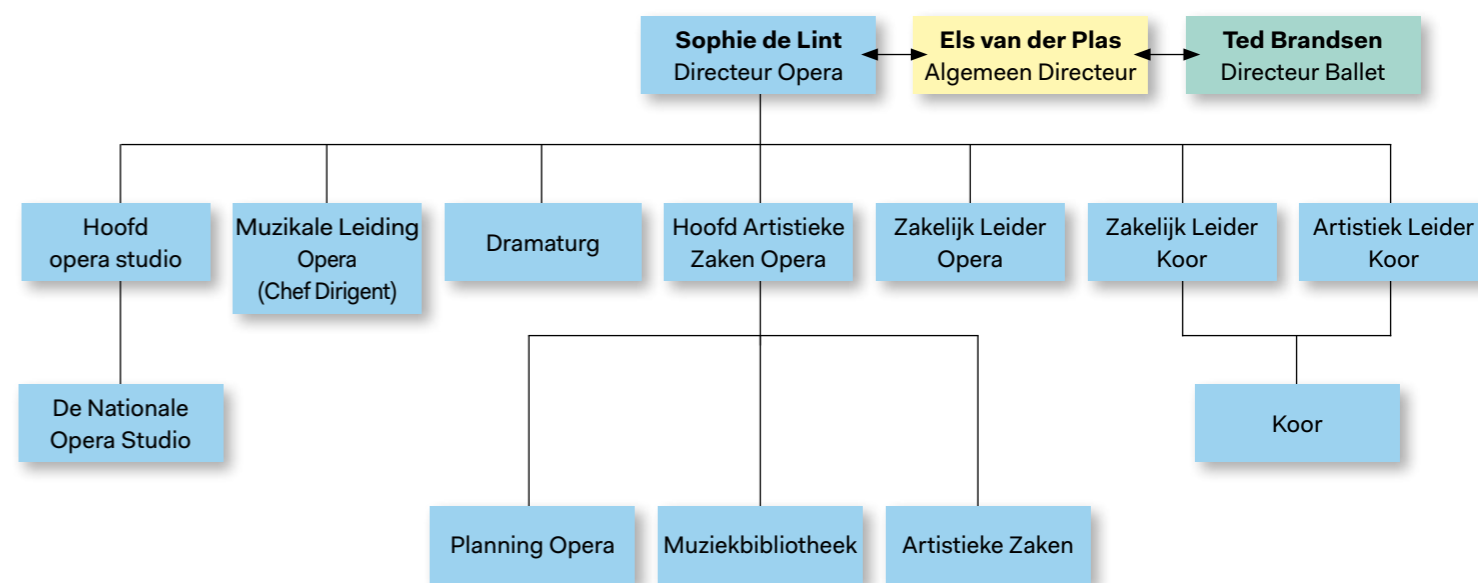 Sophie de Lint
Directeur Opera
Els van der Plas
Algemeen Directeur
Ted Brandsen
Directeur Ballet
Hoofd
opera studio
Muzikale Leiding
Opera
(Chef Dirigent)
Dramaturg
Hoofd Artistieke
Zaken Opera
Zakelijk Leider
Opera
Zakelijk Leider
Koor
Artistiek Leider
Koor
De Nationale
Opera Studio
Koor
Planning Opera
Muziekbibliotheek
Artistieke Zaken